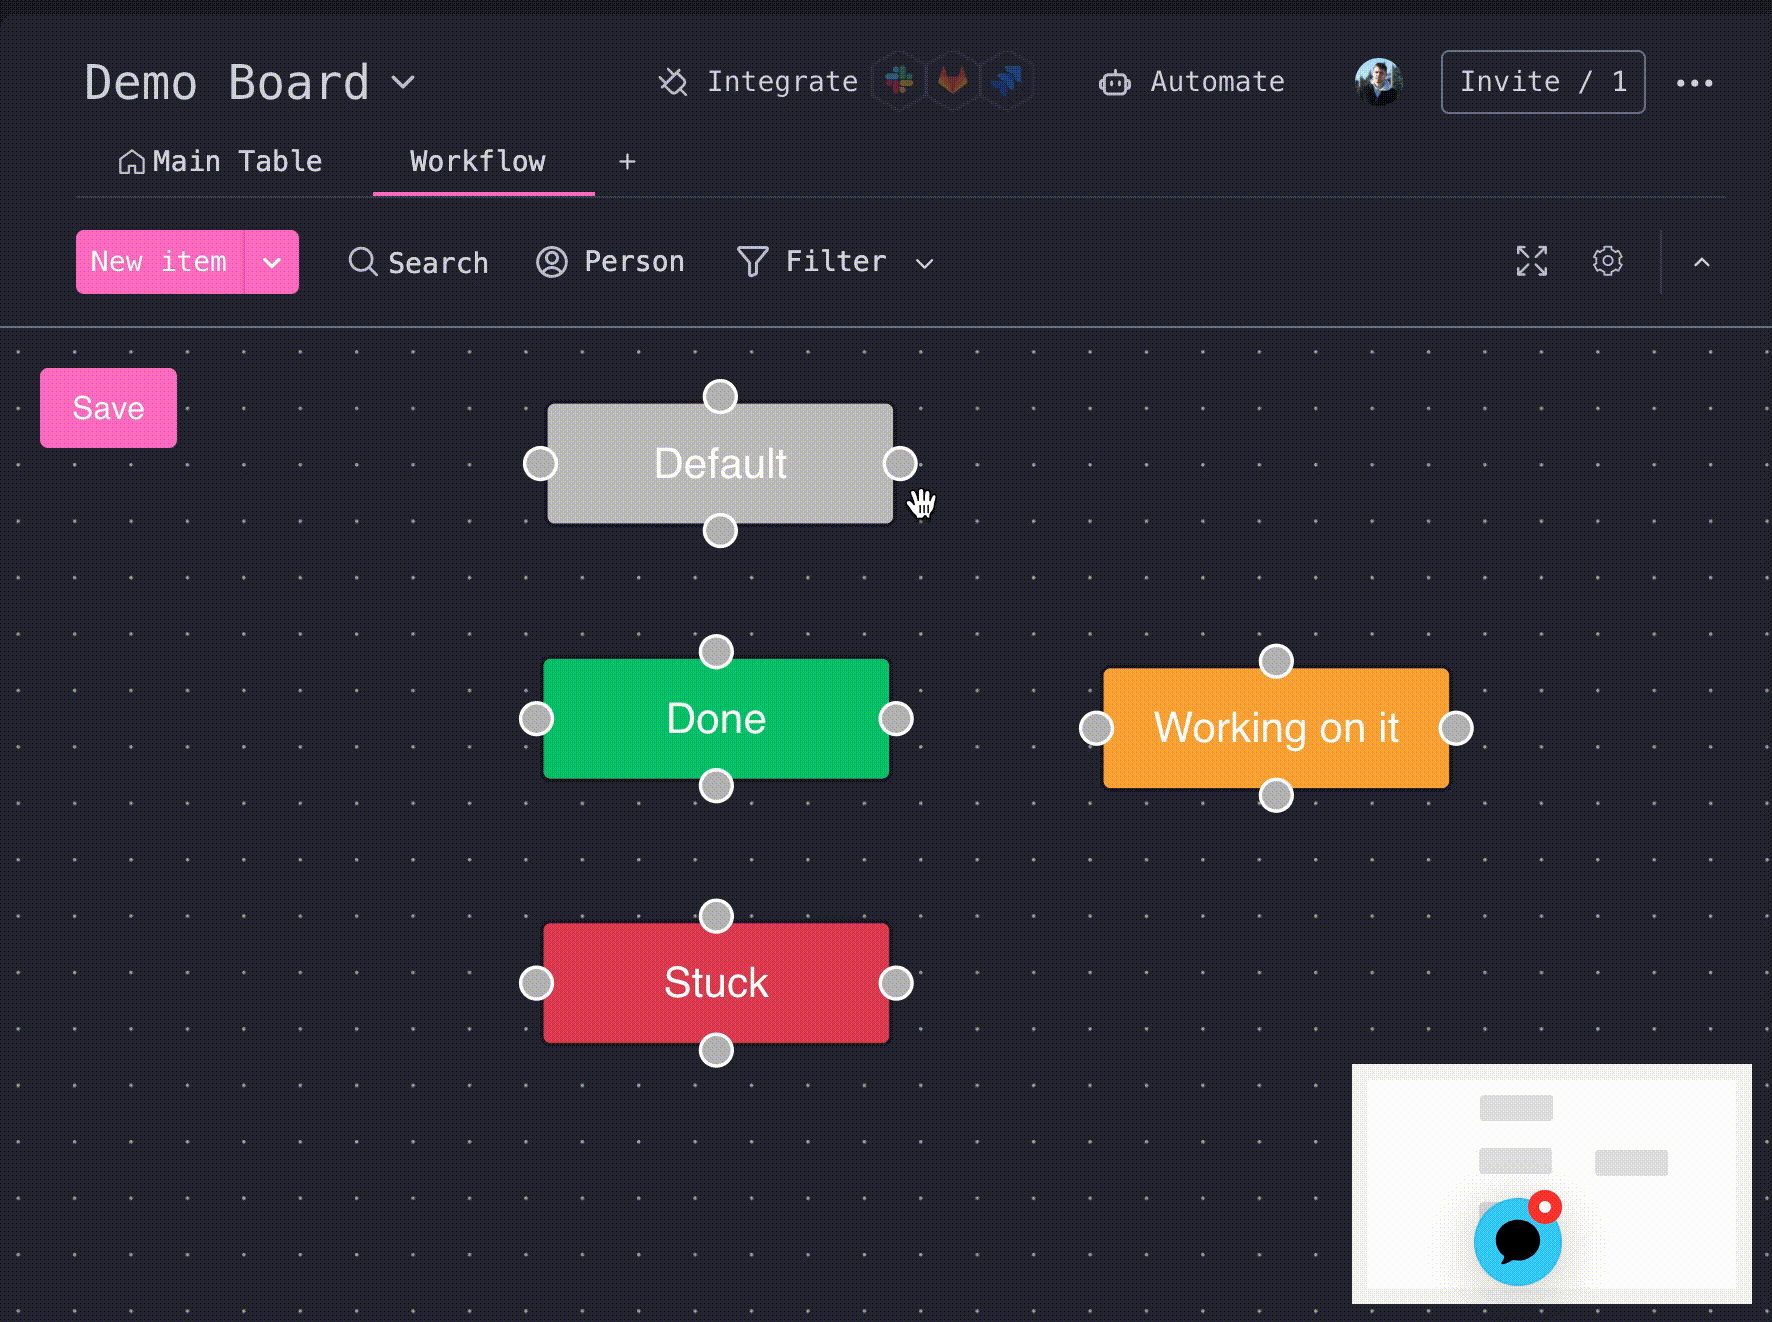 Demo Board
Integrate
Automate
Invite / 1
Main Table
Workflow
+
New item
Search
Person
Filter
Save
Default
Done
Working on it
Stuck